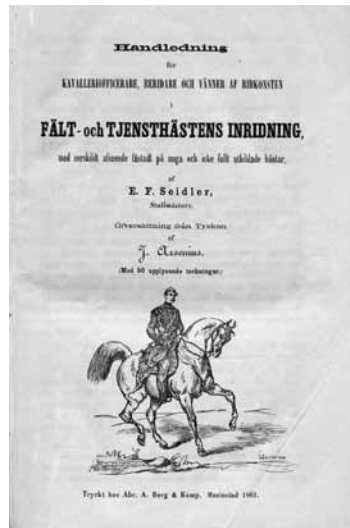 Handledning
för
KAVALLERIOFFICERARE, BERIDARE OCH VÄNNER AF RIDKONSTEN
i
FÄLT- och TJENSTHÄSTENS INRIDNING,
med serskildt afseende fästadt på unga och icke fullt utbildade hästar,
af
E. F. Seidler,
Stallmästare.
Öfversättning från Tyskan
af
J. Arsenius.
(Med 80 upplysande teckningar.)
Tryckt hos Abr. A. Berg & Komp. Mariestad 1862.